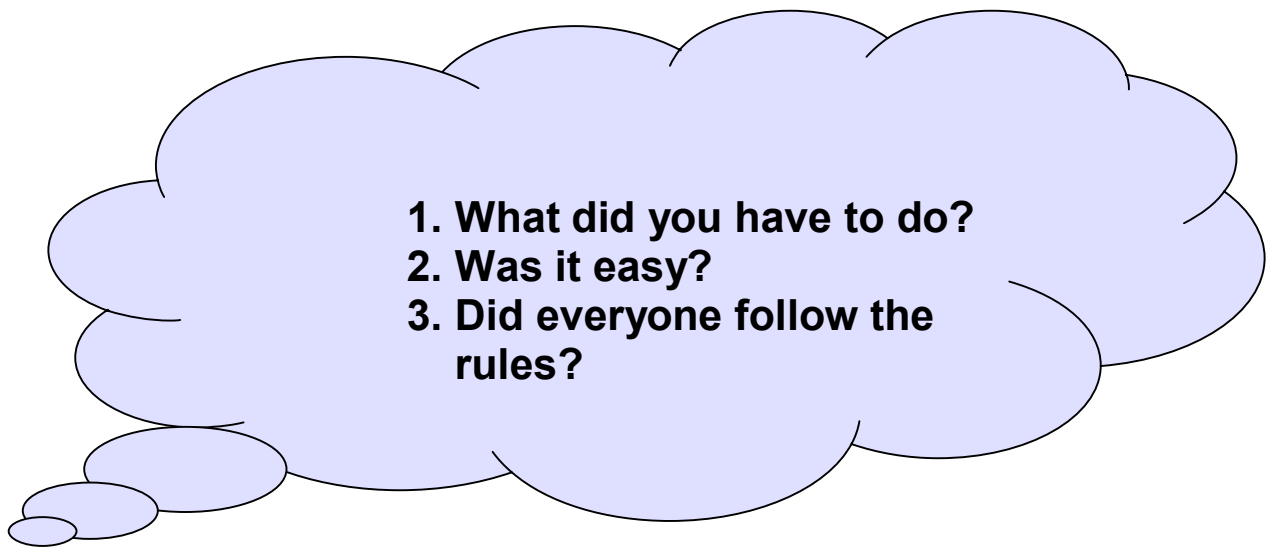 1. What did you have to do?
2. Was it easy?
3. Did everyone follow the
rules?